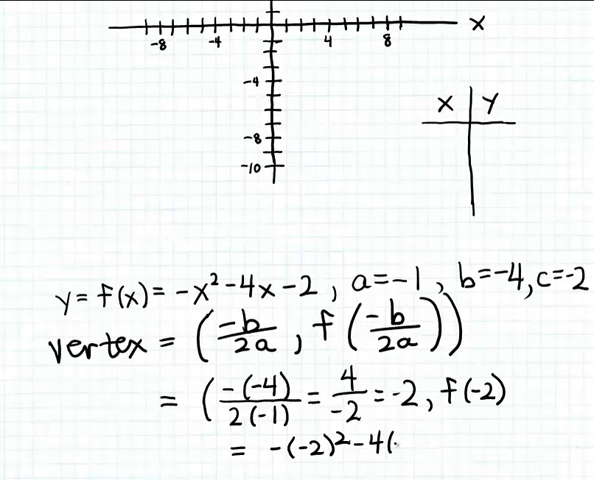 -8 -4 4 8 X
-4
-8
-10
X Y
y = f(x) = -x² - 4x - 2 , a = -1 , b = -4, c = -2
vertex = (-b/2a , f(-b/2a))
= (-(-4)/2(-1) = 4/-2 = -2, f(-2)
= -(-2)² - 4(